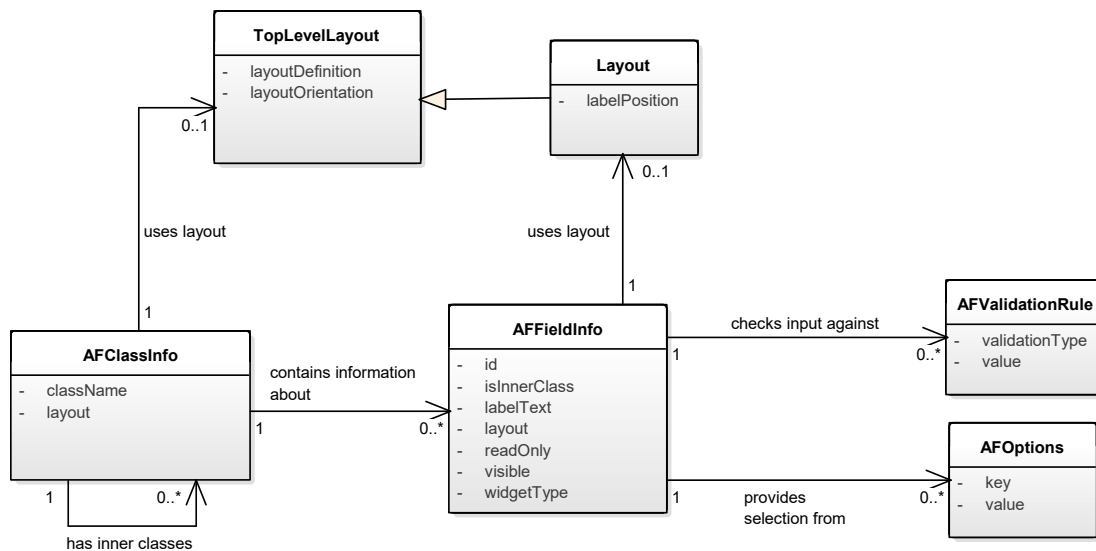 TopLevelLayout
- layoutDefinition
- layoutOrientation
Layout
- labelPosition
0..1
0..1
uses layout
uses layout
1
1
AFClassInfo
- className
- layout
contains information
about
1
0..*
1
0..*
has inner classes
AFFieldInfo
- id
- isInnerClass
- labelText
- layout
- readOnly
- visible
- widgetType
checks input against
1
0..*
AFValidationRule
- validationType
- value
1
0..*
provides
selection from
AFOptions
- key
- value